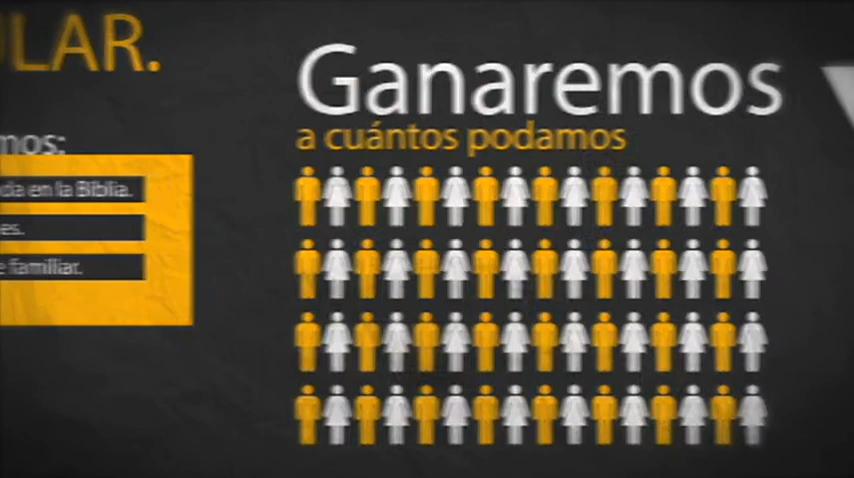 ULAR.
mos:
da en la Biblia.
es.
e familiar.
Ganaremos
a cuántos podamos